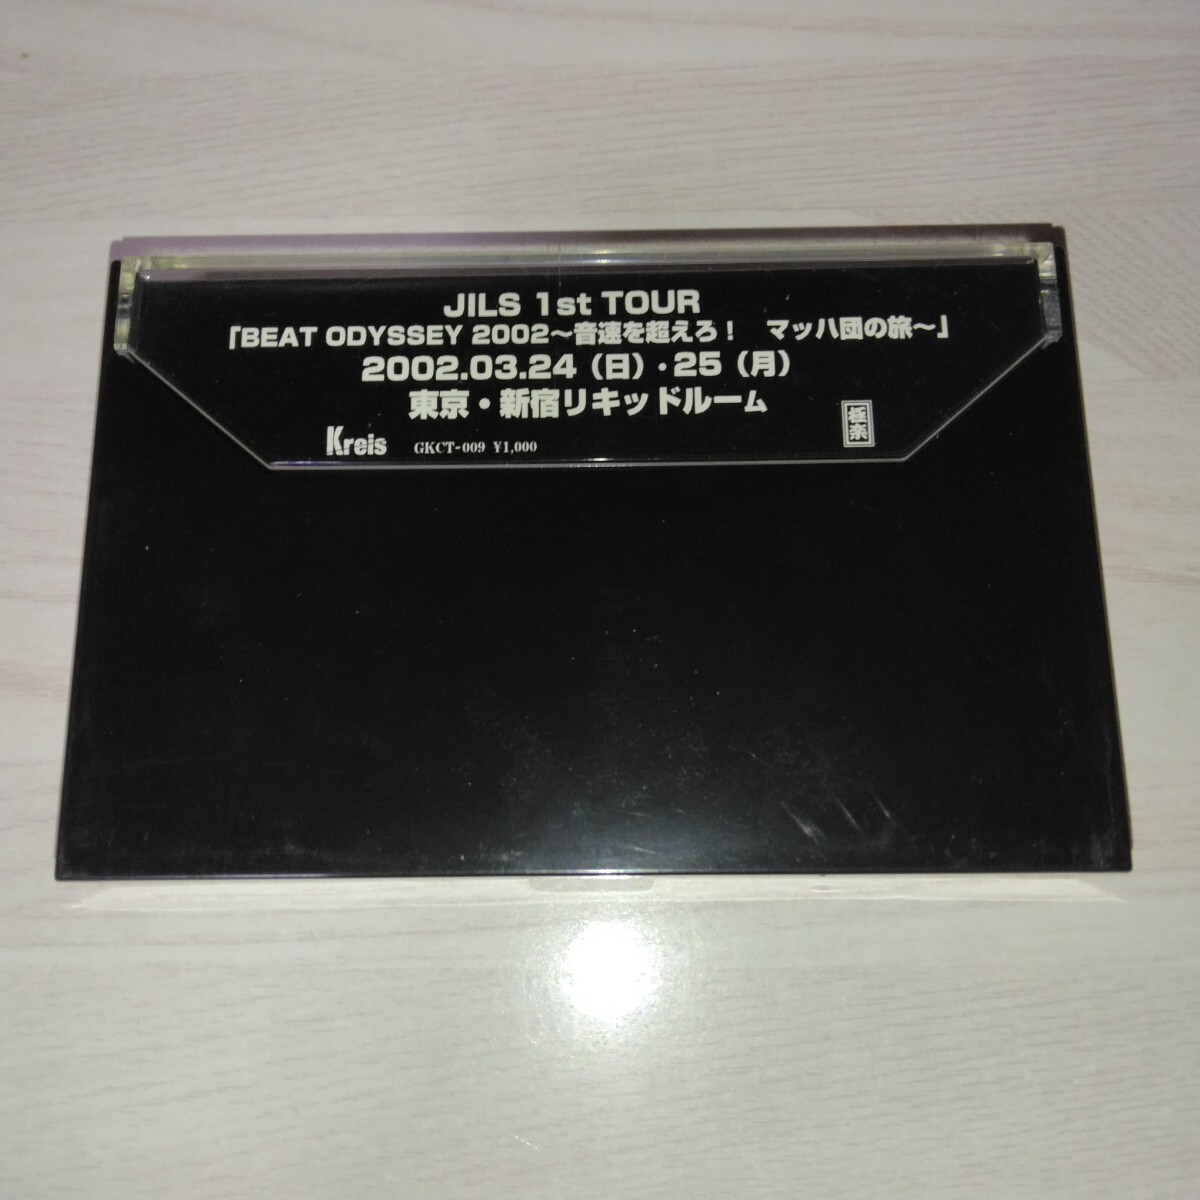 JILS 1st TOUR
「BEAT ODYSSEY 2002〜音速を超えろ！　マッハ団の旅〜」
2002.03.24（日）・25（月）
東京・新宿リキッドルーム
Kreis GKCT-009 ¥1,000
極楽